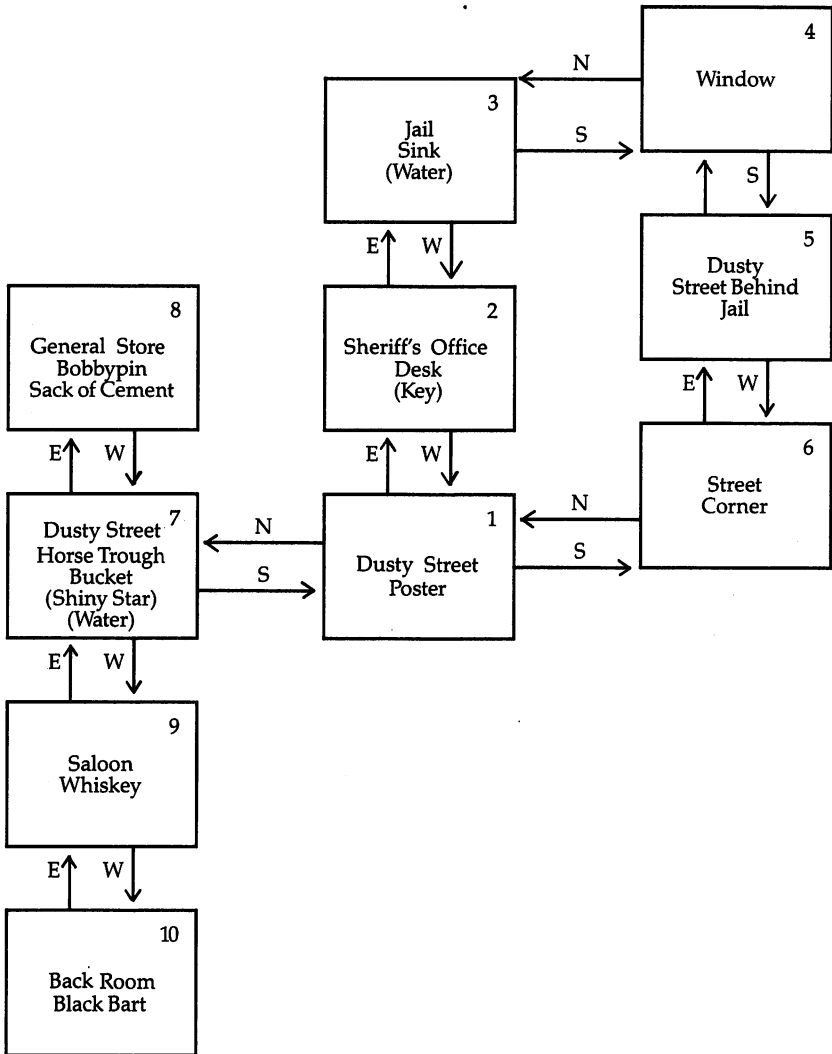 4
Window
N
S
3
Jail
Sink
(Water)
S
5
Dusty
Street Behind
Jail
E
W
2
Sheriff's Office
Desk
(Key)
8
General Store
Bobbypin
Sack of Cement
E
W
6
Street
Corner
E
W
E
W
7
Dusty Street
Horse Trough
Bucket
(Shiny Star)
(Water)
N
S
1
Dusty Street
Poster
N
S
E
W
9
Saloon
Whiskey
E
W
10
Back Room
Black Bart